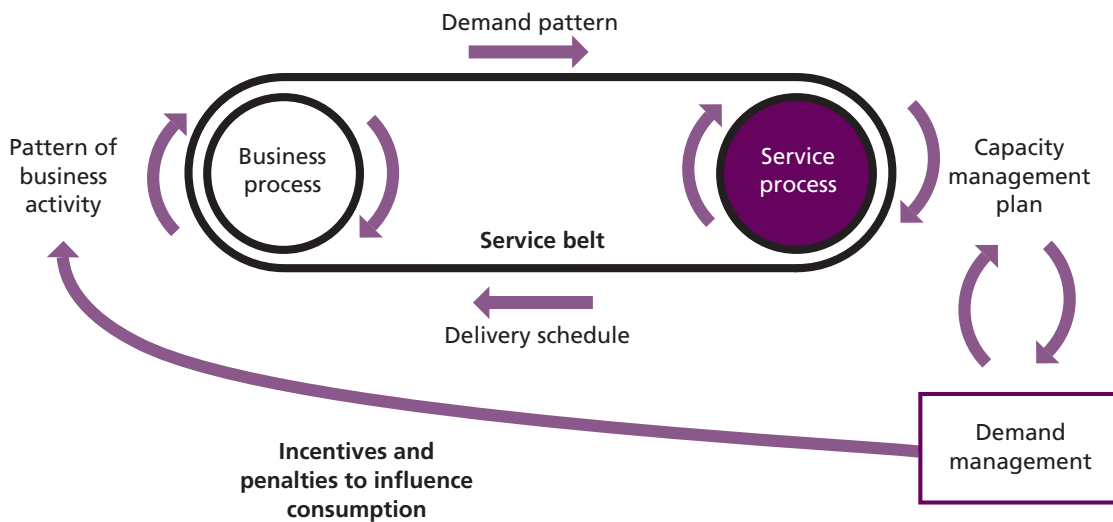 Demand pattern
Pattern of
business
activity
Business
process
Service
process
Capacity
management
plan
Service belt
Delivery schedule
Demand
management
Incentives and
penalties to influence
consumption